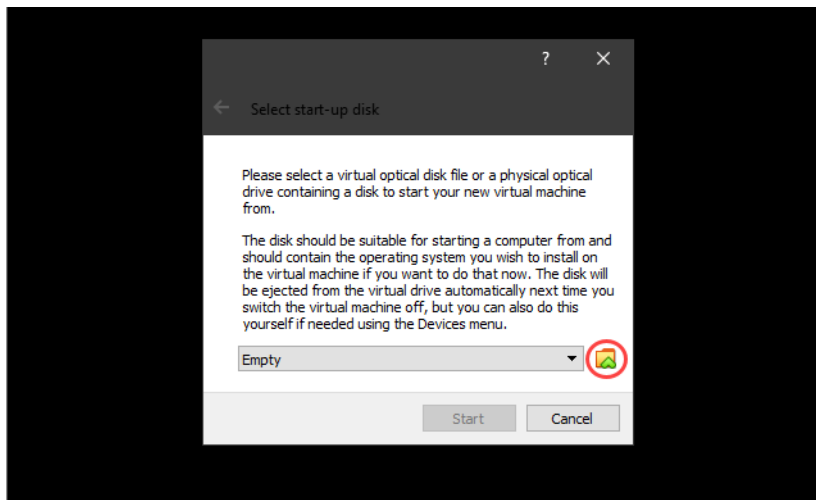 ?
Select start-up disk
Please select a virtual optical disk file or a physical optical
drive containing a disk to start your new virtual machine
from.
The disk should be suitable for starting a computer from and
should contain the operating system you wish to install on
the virtual machine if you want to do that now. The disk will
be ejected from the virtual drive automatically next time you
switch the virtual machine off, but you can also do this
yourself if needed using the Devices menu.
Empty
Start Cancel